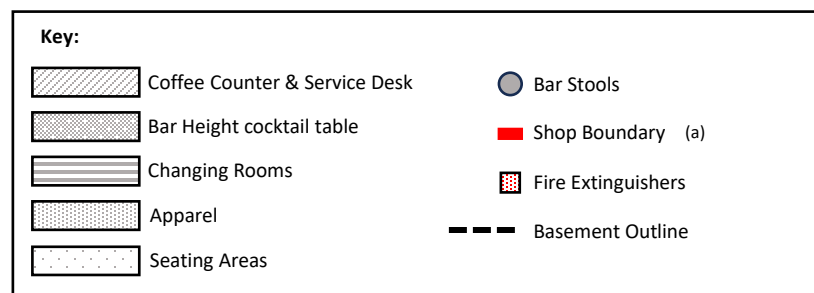 Key:
Coffee Counter & Service Desk
Bar Height cocktail table
Changing Rooms
Apparel
Seating Areas
Bar Stools
Shop Boundary (a)
Fire Extinguishers
Basement Outline